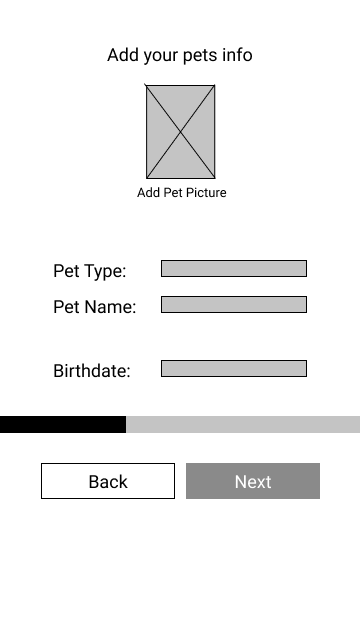 Add your pets info
Add Pet Picture
Pet Type:
Pet Name:
Birthdate:
Back
Next